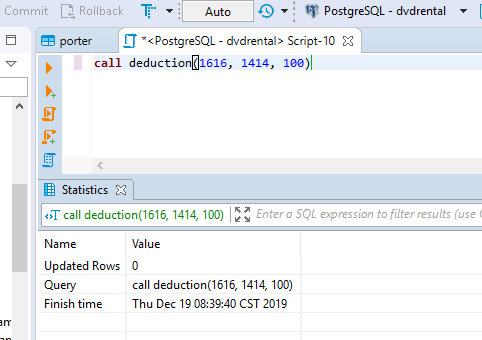 Commit Rollback T Auto PostgreSQL - dvdrental
porter *<PostgreSQL - dvdrental> Script-10
call deduction(1616, 1414, 100)
Statistics
call deduction(1616, 1414, 100) Enter a SQL expression to filter results (use
Name Value
Updated Rows 0
Query call deduction(1616, 1414, 100)
Finish time Thu Dec 19 08:39:40 CST 2019